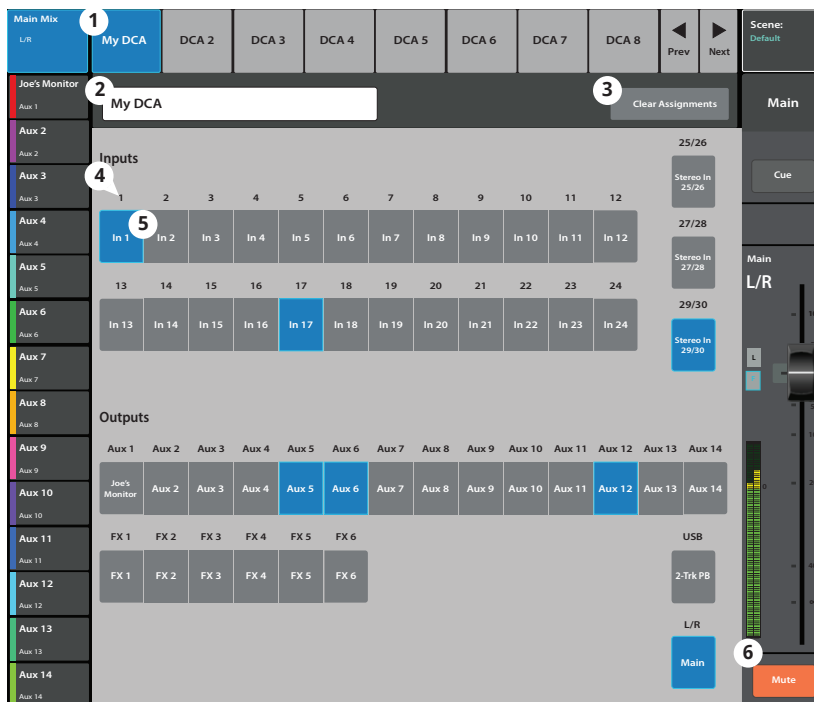 Main Mix
L/R
1
My DCA
DCA 2
DCA 3
DCA 4
DCA 5
DCA 6
DCA 7
DCA 8
Prev
Next
Scene:
Default
Joe's Monitor
Aux 1
Aux 2
Aux 2
Aux 3
Aux 3
Aux 4
Aux 4
Aux 5
Aux 5
Aux 6
Aux 6
Aux 7
Aux 7
Aux 8
Aux 8
Aux 9
Aux 9
Aux 10
Aux 10
Aux 11
Aux 11
Aux 12
Aux 12
Aux 13
Aux 13
Aux 14
Aux 14
2
My DCA
3
Clear Assignments
Inputs
4
1 2 3 4 5 6 7 8 9 10 11 12
5
In 1 In 2 In 3 In 4 In 5 In 6 In 7 In 8 In 9 In 10 In 11 In 12
13 14 15 16 17 18 19 20 21 22 23 24
In 13 In 14 In 15 In 16 In 17 In 18 In 19 In 20 In 21 In 22 In 23 In 24
25/26
Stereo In
25/26
27/28
Stereo In
27/28
29/30
Stereo In
29/30
Outputs
Aux 1 Aux 2 Aux 3 Aux 4 Aux 5 Aux 6 Aux 7 Aux 8 Aux 9 Aux 10 Aux 11 Aux 12 Aux 13 Aux 14
Joe's
Monitor
Aux 2 Aux 3 Aux 4 Aux 5 Aux 6 Aux 7 Aux 8 Aux 9 Aux 10 Aux 11 Aux 12 Aux 13 Aux 14
FX 1 FX 2 FX 3 FX 4 FX 5 FX 6
FX 1 FX 2 FX 3 FX 4 FX 5 FX 6
USB
2-Trk PB
L/R
Main
Main
Cue
Main
L/R
L
0
6
Mute